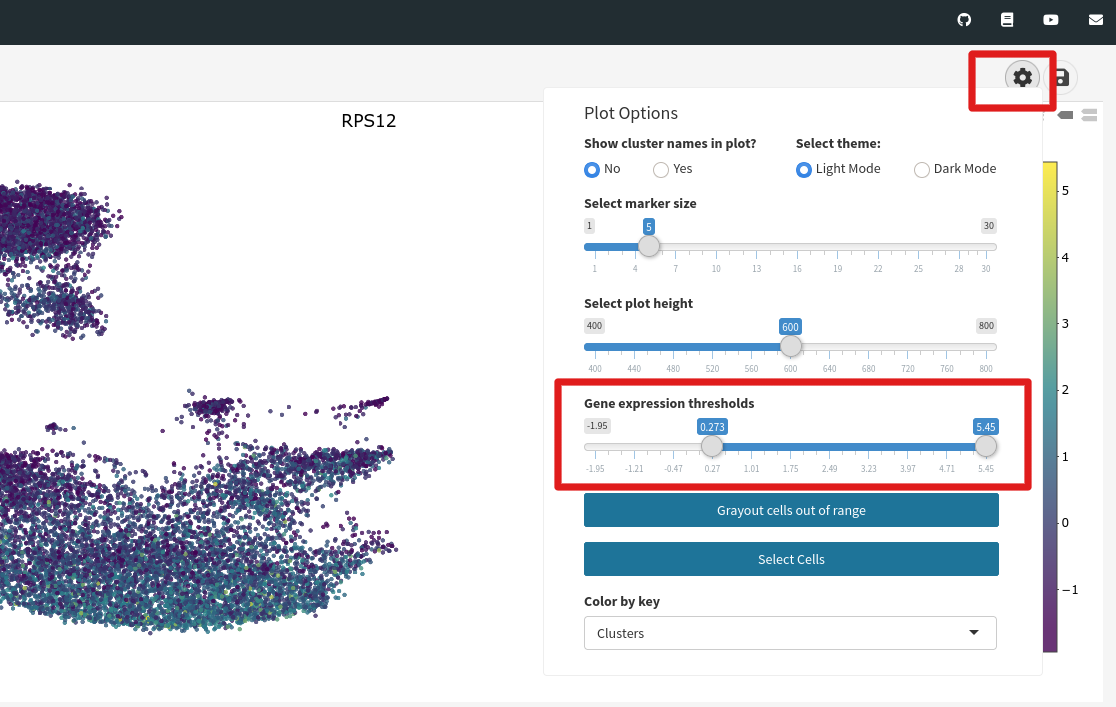 RPS12
Plot Options
Show cluster names in plot? Select theme:
No Yes Light Mode Dark Mode
Select marker size
1 5 30
1 4 7 10 13 16 19 22 25 28 30
Select plot height
400 600 800
400 440 480 520 560 600 640 680 720 760 800
Gene expression thresholds
-1.95 0.273 5.45
-1.95 -1.21 -0.47 0.27 1.01 1.75 2.49 3.23 3.97 4.71 5.45
Grayout cells out of range
Select Cells
Color by key
Clusters
5
4
3
2
1
0
−1